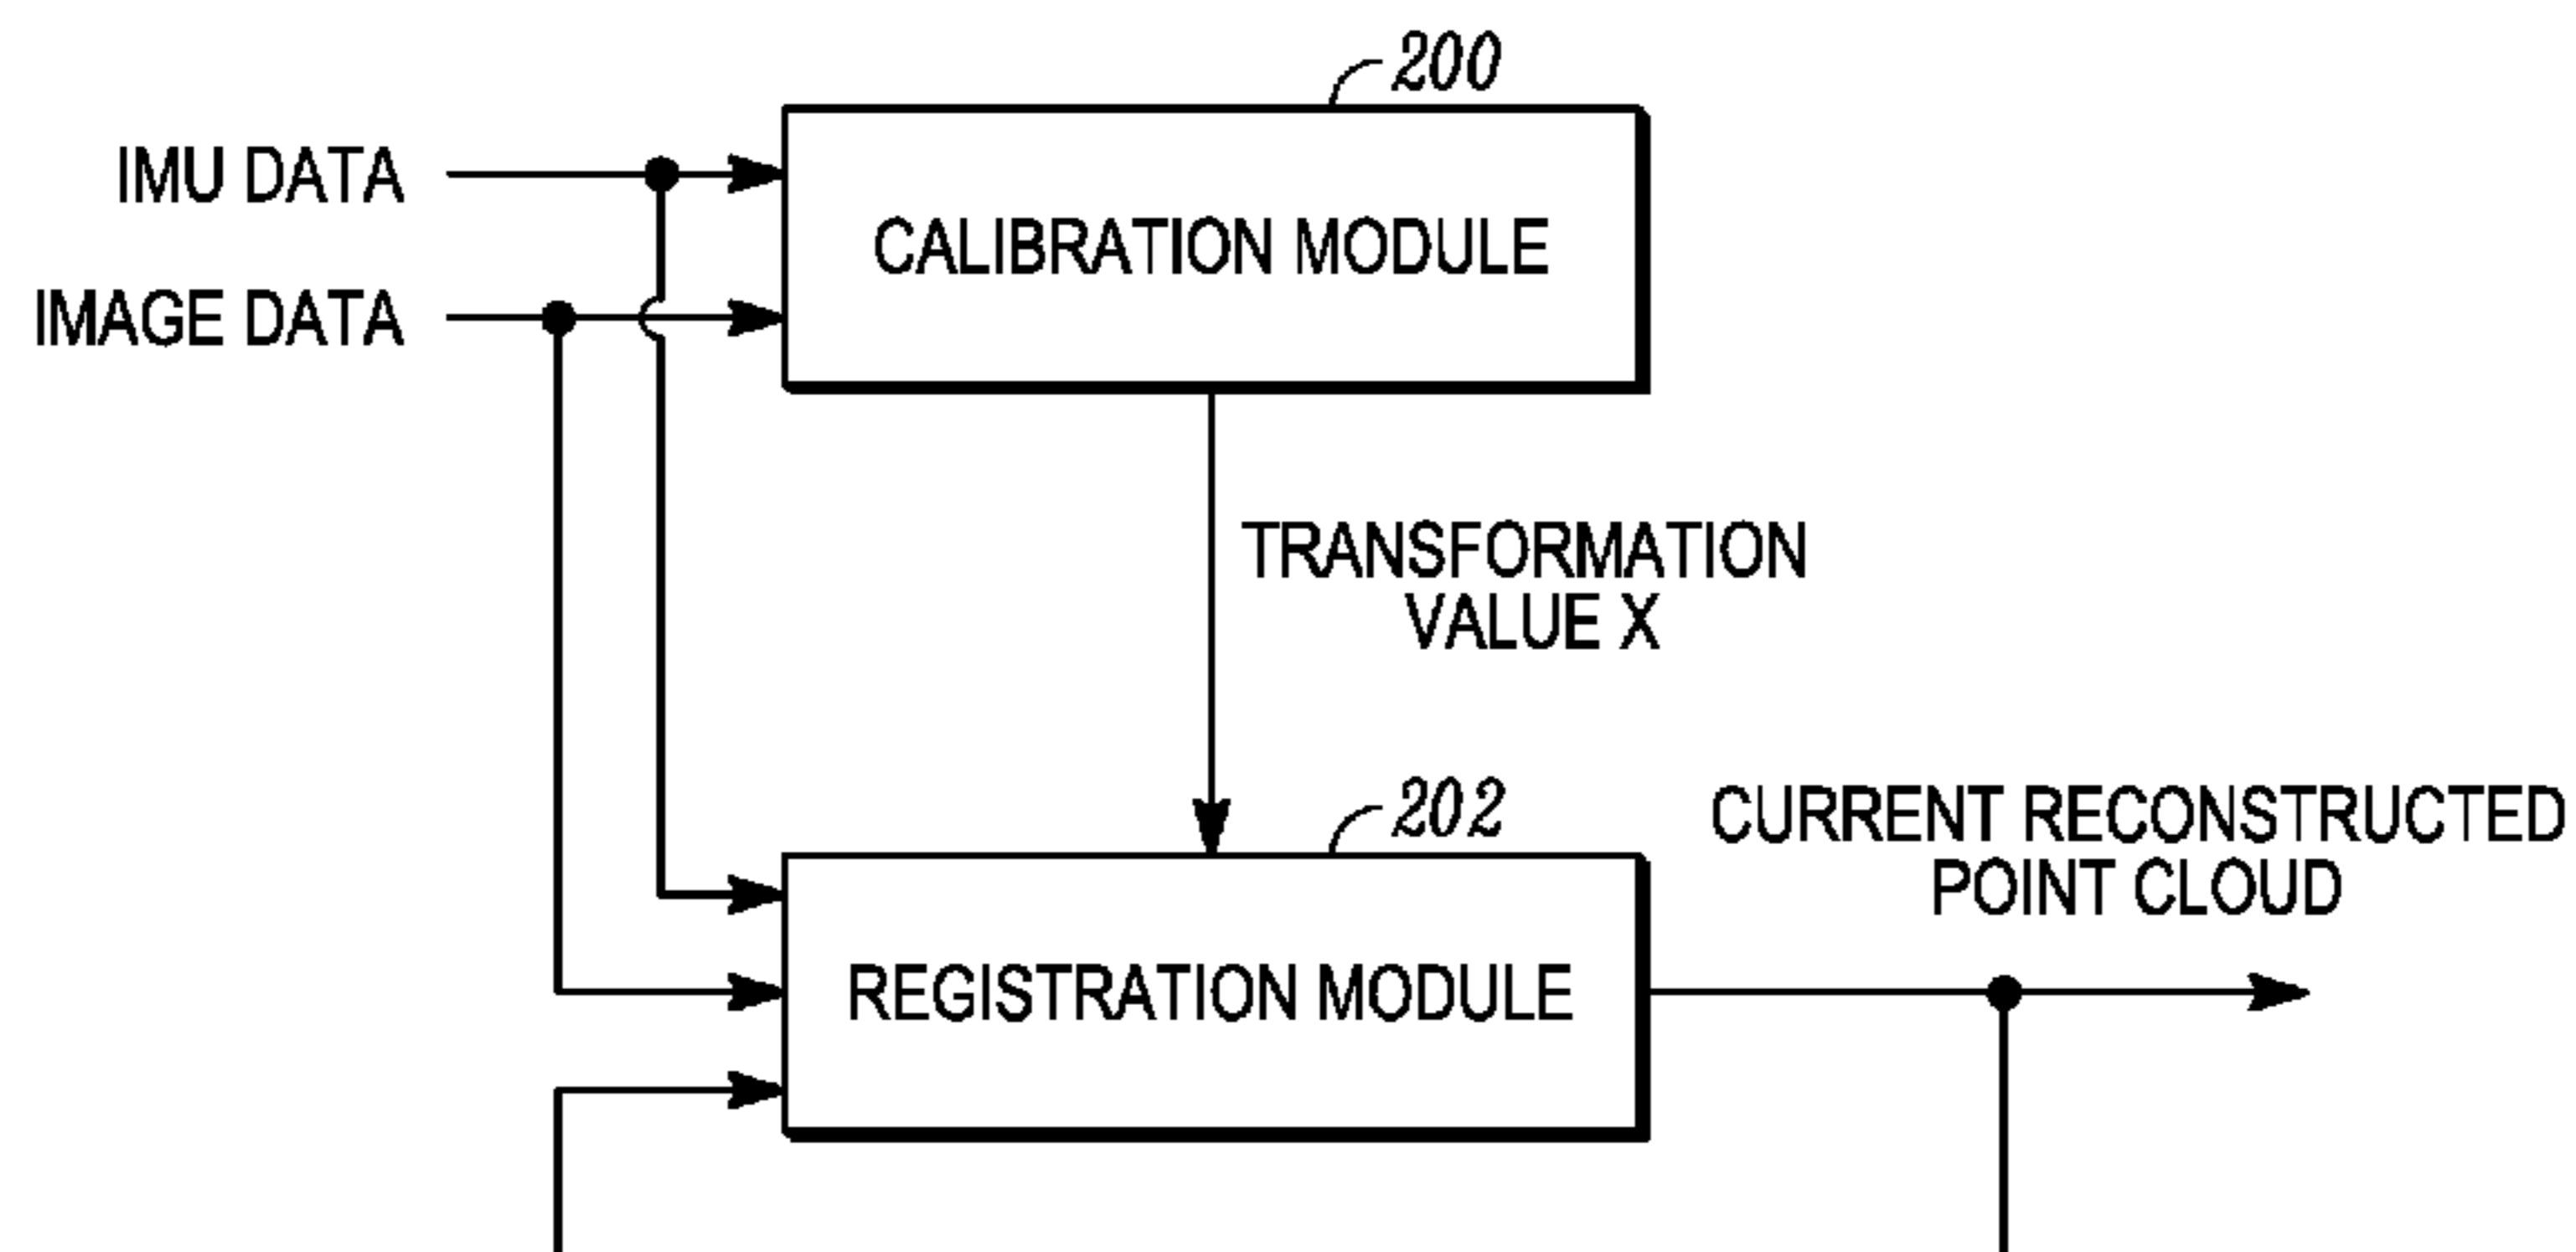 200
IMU DATA
CALIBRATION MODULE
IMAGE DATA
TRANSFORMATION
VALUE X
202
CURRENT RECONSTRUCTED
POINT CLOUD
REGISTRATION MODULE